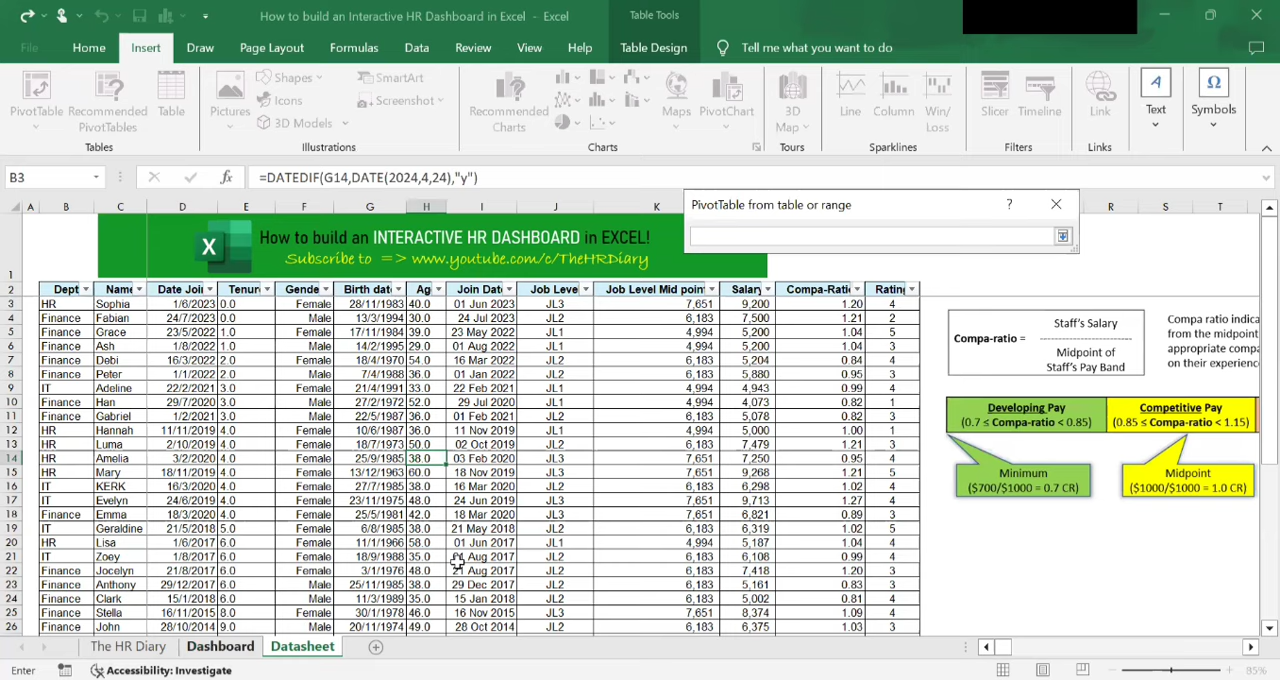 How to build an Interactive HR Dashboard in Excel - Excel
Table Tools
File Home Insert Draw Page Layout Formulas Data Review View Help Table Design Tell me what you want to do
PivotTable
Recommended PivotTables
Table
Tables
Pictures
Shapes
Icons
3D Models
SmartArt
Screenshot
Illustrations
Recommended Charts
Maps
PivotChart
Charts
3D Map
Tours
Line
Column
Win/ Loss
Sparklines
Slicer
Timeline
Filters
Link
Links
Text
Symbols
B3 fx =DATEDIF(G14,DATE(2024,4,24),"y")
PivotTable from table or range ?
A B C D E F G H I J K R S T
X How to build an INTERACTIVE HR DASHBOARD in EXCEL!
Subscribe to => www.youtube.com/c/TheHRDiary
1
2 Dept Name Date Joi Tenur Gende Birth dat Ag Join Dat Job Leve Job Level Mid poin Salar Compa-Rati Ratin
3 HR Sophia 1/6/2023 0.0 Female 28/11/1983 40.0 01 Jun 2023 JL3 7,651 9,200 1.20 4
4 Finance Fabian 24/7/2023 0.0 Male 13/3/1994 30.0 24 Jul 2023 JL2 6,183 7,500 1.21 2
5 Finance Grace 23/5/2022 1.0 Female 17/11/1984 39.0 23 May 2022 JL1 4,994 5,200 1.04 5
6 Finance Ash 1/8/2022 1.0 Female 14/2/1995 29.0 01 Aug 2022 JL1 4,994 5,200 1.04 3
7 Finance Debi 16/3/2022 2.0 Female 18/4/1970 54.0 16 Mar 2022 JL2 6,183 5,204 0.84 4
8 Finance Peter 1/1/2022 2.0 Male 7/4/1988 36.0 01 Jan 2022 JL2 6,183 5,880 0.95 3
9 IT Adeline 22/2/2021 3.0 Female 21/4/1991 33.0 22 Feb 2021 JL1 4,994 4,943 0.99 4
10 Finance Han 29/7/2020 3.0 Male 27/2/1972 52.0 29 Jul 2020 JL1 4,994 4,073 0.82 1
11 Finance Gabriel 1/2/2021 3.0 Male 22/5/1987 36.0 01 Feb 2021 JL2 6,183 5,078 0.82 3
12 HR Hannah 11/11/2019 4.0 Female 10/6/1987 36.0 11 Nov 2019 JL1 4,994 5,000 1.00 1
13 HR Luma 2/10/2019 4.0 Female 18/7/1973 50.0 02 Oct 2019 JL2 6,183 7,479 1.21 3
14 HR Amelia 3/2/2020 4.0 Female 25/9/1985 38.0 03 Feb 2020 JL3 7,651 7,250 0.95 4
15 HR Mary 18/11/2019 4.0 Female 13/12/1963 60.0 18 Nov 2019 JL3 7,651 9,268 1.21 5
16 IT KERK 16/3/2020 4.0 Male 27/7/1985 38.0 16 Mar 2020 JL2 6,183 6,298 1.02 4
17 IT Evelyn 24/6/2019 4.0 Female 23/11/1975 48.0 24 Jun 2019 JL3 7,651 9,713 1.27 4
18 Finance Emma 18/3/2020 4.0 Female 25/5/1981 42.0 18 Mar 2020 JL3 7,651 6,821 0.89 3
19 IT Geraldine 21/5/2018 5.0 Female 6/8/1985 38.0 21 May 2018 JL2 6,183 6,319 1.02 5
20 HR Lisa 1/6/2017 6.0 Female 11/1/1966 58.0 01 Jun 2017 JL1 4,994 5,187 1.04 4
21 IT Zoey 1/8/2017 6.0 Female 18/9/1988 35.0 Aug 2017 JL2 6,183 6,108 0.99 4
22 Finance Jocelyn 21/8/2017 6.0 Female 3/1/1976 48.0 21 Aug 2017 JL2 6,183 7,418 1.20 3
23 Finance Anthony 29/12/2017 6.0 Male 25/11/1985 38.0 29 Dec 2017 JL2 6,183 5,161 0.83 3
24 Finance Clark 15/1/2018 6.0 Male 11/3/1989 35.0 15 Jan 2018 JL2 6,183 5,002 0.81 4
25 Finance Stella 16/11/2015 8.0 Female 30/1/1978 46.0 16 Nov 2015 JL3 7,651 8,374 1.09 4
26 Finance John 28/10/2014 9.0 Male 20/11/1974 49.0 28 Oct 2014 JL2 6,183 6,375 1.03 3
Compa-ratio = Staff's Salary
Midpoint of
Staff's Pay Band
Compa ratio indica
from the midpoint
appropriate compa
on their experience
Developing Pay
(0.7 ≤ Compa-ratio < 0.85)
Competitive Pay
(0.85 ≤ Compa-ratio < 1.15)
Minimum
($700/$1000 = 0.7 CR)
Midpoint
($1000/$1000 = 1.0 CR)
The HR Diary Dashboard Datasheet
Enter Accessibility: Investigate 85%